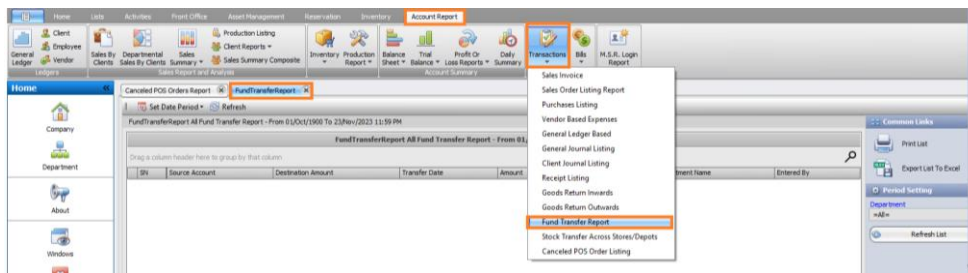 Home Lists Activities Front Office Asset Management Reservation Inventory Account Report
Client
Employee
Vendor
General Ledger
Sales By Clients
Departmental Sales By Clients
Sales Summary
Production Listing
Client Reports
Sales Summary Composite
Inventory
Production Report
Balance Sheet
Trial Balance
Profit Or Loss Reports
Daily Summary
Transactions
Bills
M.S.R. Login Report
Ledgers
Sales Report and Analysis
Account Summary
Home
Company
Department
About
Windows
Canceled POS Orders Report
FundTransferReport
Set Date Period
Refresh
FundTransferReport All Fund Transfer Report - From 01/Oct/1900 To 23/Nov/2023 11:59 PM
FundTransferReport All Fund Transfer Report - From 01,
Drag a column header here to group by that column
SN Source Account Destination Amount Transfer Date Amount tment Name Entered By
Sales Invoice
Sales Order Listing Report
Purchases Listing
Vendor Based Expenses
General Ledger Based
General Journal Listing
Client Journal Listing
Receipt Listing
Goods Return Inwards
Goods Return Outwards
Fund Transfer Report
Stock Transfer Across Stores/Depots
Canceled POS Order Listing
Common Links
Print List
Export List To Excel
Period Setting
Department
=All=
Refresh List